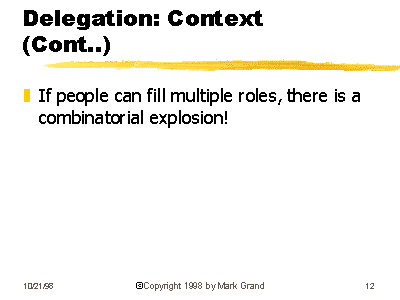 Delegation: Context
(Cont..)
If people can fill multiple roles, there is a
combinatorial explosion!
10/21/98 ©Copyright 1998 by Mark Grand 12